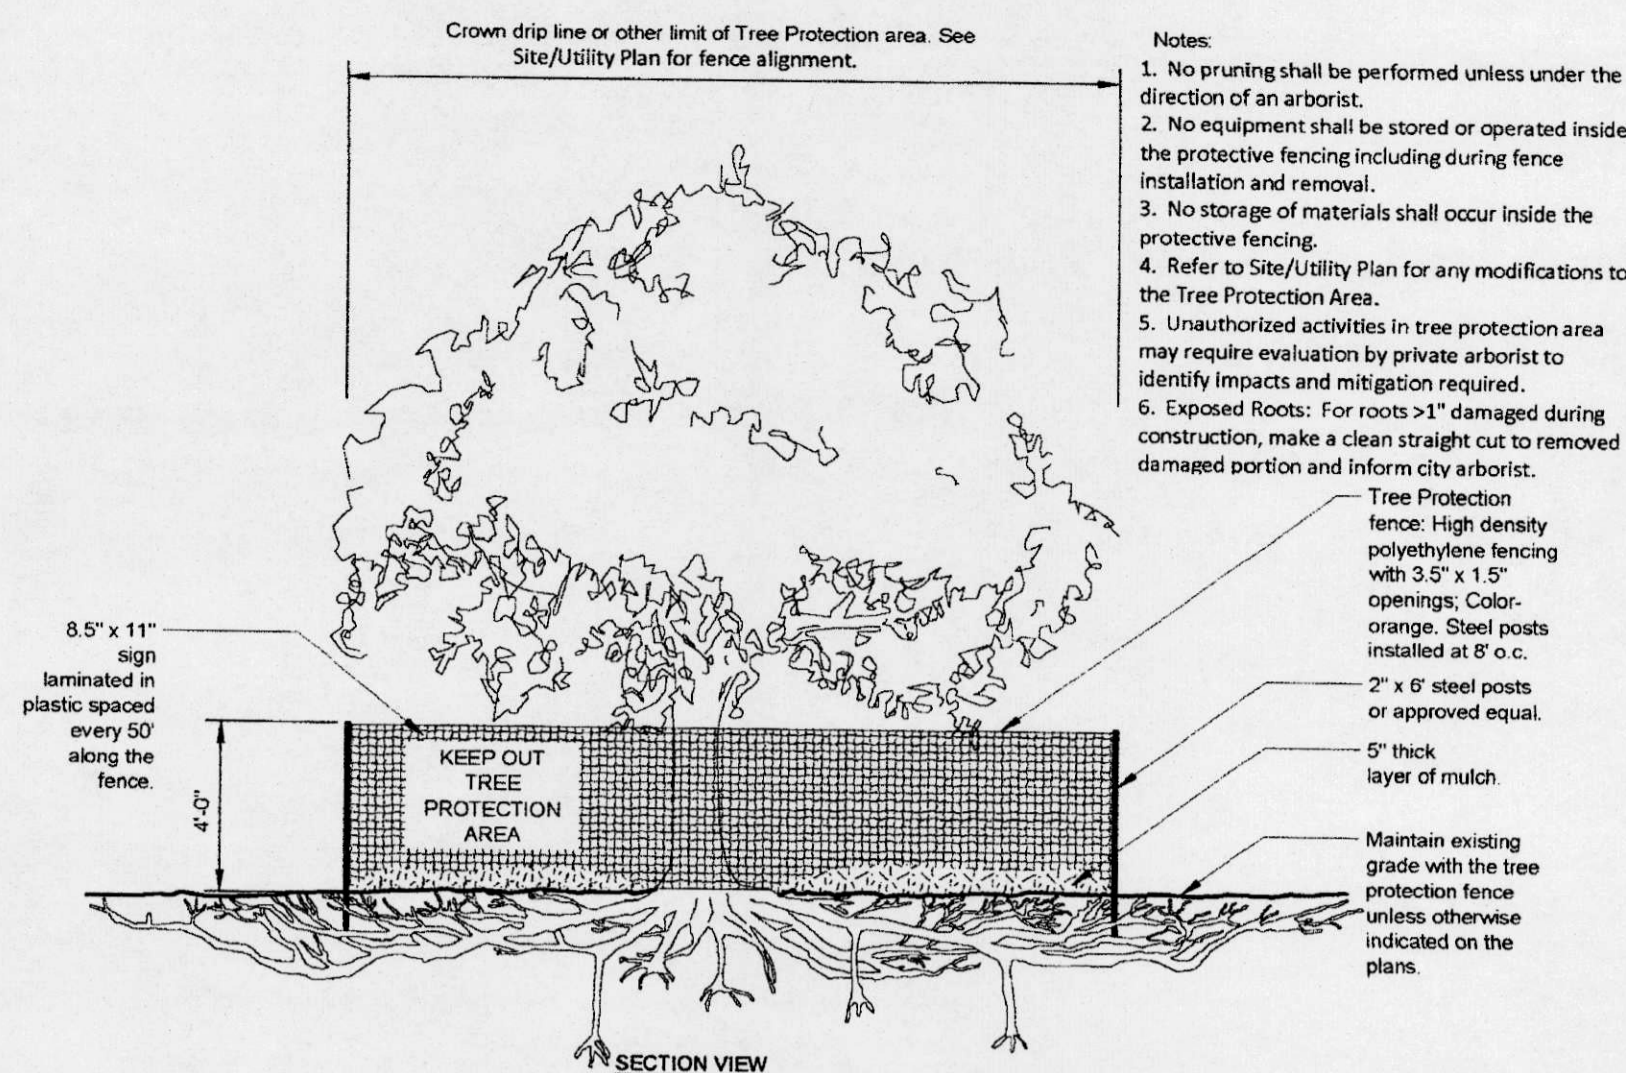 Crown drip line or other limit of Tree Protection area. See
Site/Utility Plan for fence alignment.
Notes:
1. No pruning shall be performed unless under the
direction of an arborist.
2. No equipment shall be stored or operated inside
the protective fencing including during fence
installation and removal.
3. No storage of materials shall occur inside the
protective fencing.
4. Refer to Site/Utility Plan for any modifications to
the Tree Protection Area.
5. Unauthorized activities in tree protection area
may require evaluation by private arborist to
identify impacts and mitigation required.
6. Exposed Roots: For roots >1" damaged during
construction, make a clean straight cut to removed
damaged portion and inform city arborist.
Tree Protection
fence: High density
polyethylene fencing
with 3.5" x 1.5"
openings; Color-
orange. Steel posts
installed at 8' o.c.
2" x 6' steel posts
or approved equal.
5" thick
layer of mulch.
Maintain existing
grade with the tree
protection fence
unless otherwise
indicated on the
plans.
8.5" x 11"
sign
laminated in
plastic spaced
every 50'
along the
fence.
4'-0"
KEEP OUT
TREE
PROTECTION
AREA
SECTION VIEW